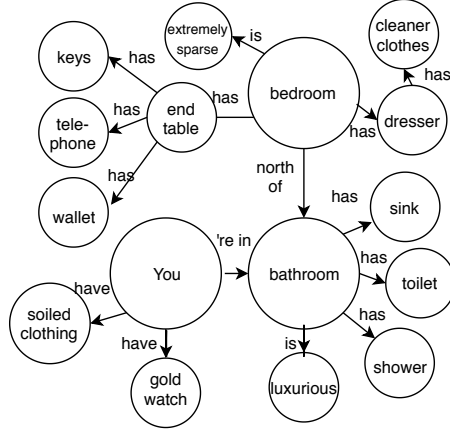 extremely
sparse
is
cleaner
clothes
keys
has
bedroom
has
tele-
phone
has
end
table
has
has
dresser
has
wallet
north
of
has
sink
You
're in
bathroom
has
toilet
have
soiled
clothing
has
shower
have
gold
watch
is
luxurious